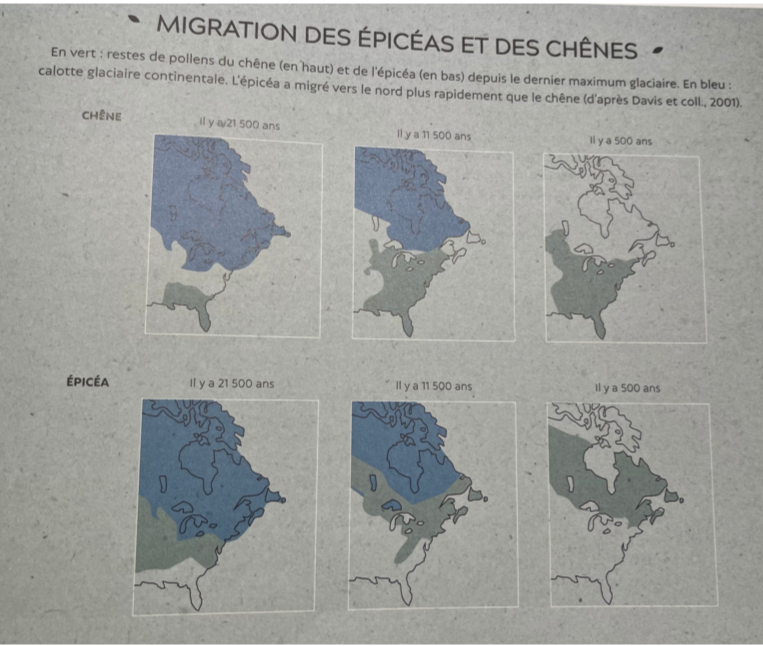 MIGRATION DES ÉPICÉAS ET DES CHÊNES
En vert : restes de pollens du chêne (en haut) et de l'épicéa (en bas) depuis le dernier maximum glaciaire. En bleu :
calotte glaciaire continentale. L'épicéa a migré vers le nord plus rapidement que le chêne (d'après Davis et coll., 2001).
CHÊNE
Il y a 21 500 ans
Il y a 11 500 ans
Il y a 500 ans
ÉPICÉA
Il y a 21 500 ans
Il y a 11 500 ans
Il y a 500 ans